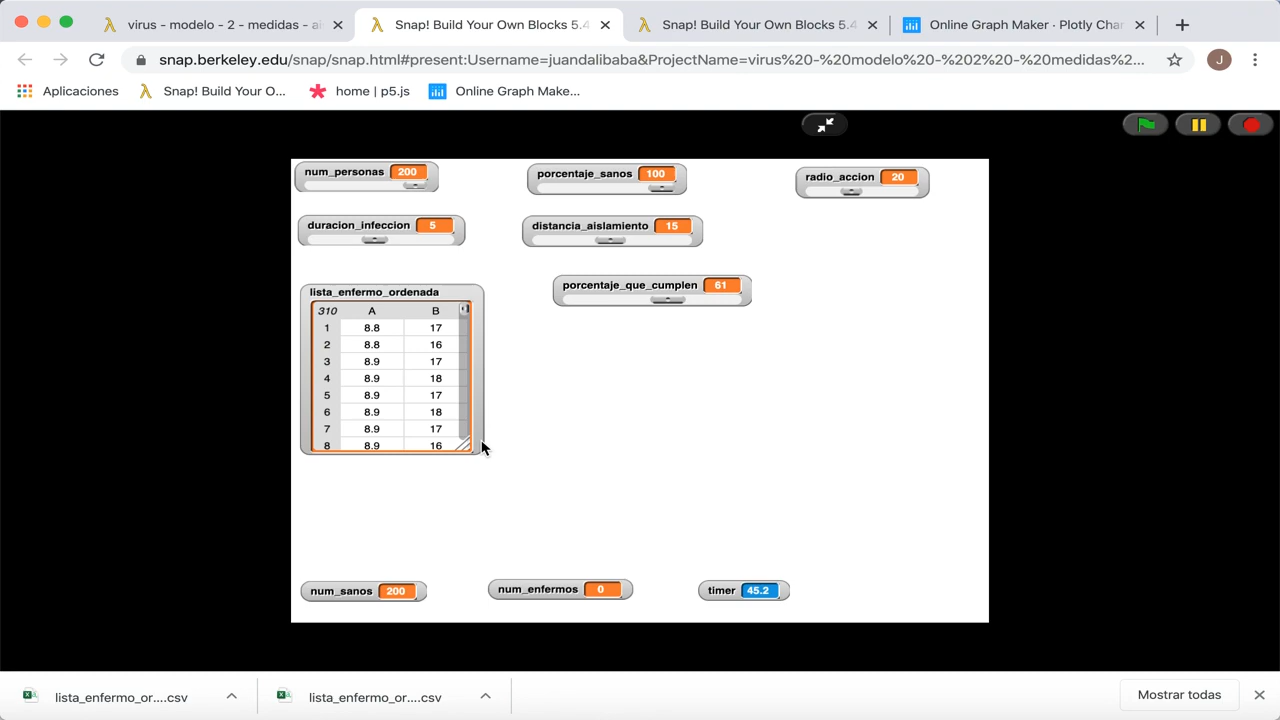 virus - modelo - 2 - medidas - ai
Snap! Build Your Own Blocks 5.4
Snap! Build Your Own Blocks 5.4
Online Graph Maker · Plotly Char
snap.berkeley.edu/snap/snap.html#present:Username=juandalibaba&ProjectName=virus%20-%20modelo%20-%202%20-%20medidas%2...
J
Aplicaciones
Snap! Build Your O...
home | p5.js
Online Graph Make...
num_personas 200
porcentaje_sanos 100
radio_accion 20
duracion_infeccion 5
distancia_aislamiento 15
porcentaje_que_cumplen 61
lista_enfermo_ordenada
310 A B
1 8.8 17
2 8.8 16
3 8.9 17
4 8.9 18
5 8.9 17
6 8.9 18
7 8.9 17
8 8.9 16
num_sanos 200
num_enfermos 0
timer 45.2
lista_enfermo_or....csv
lista_enfermo_or....csv
Mostrar todas